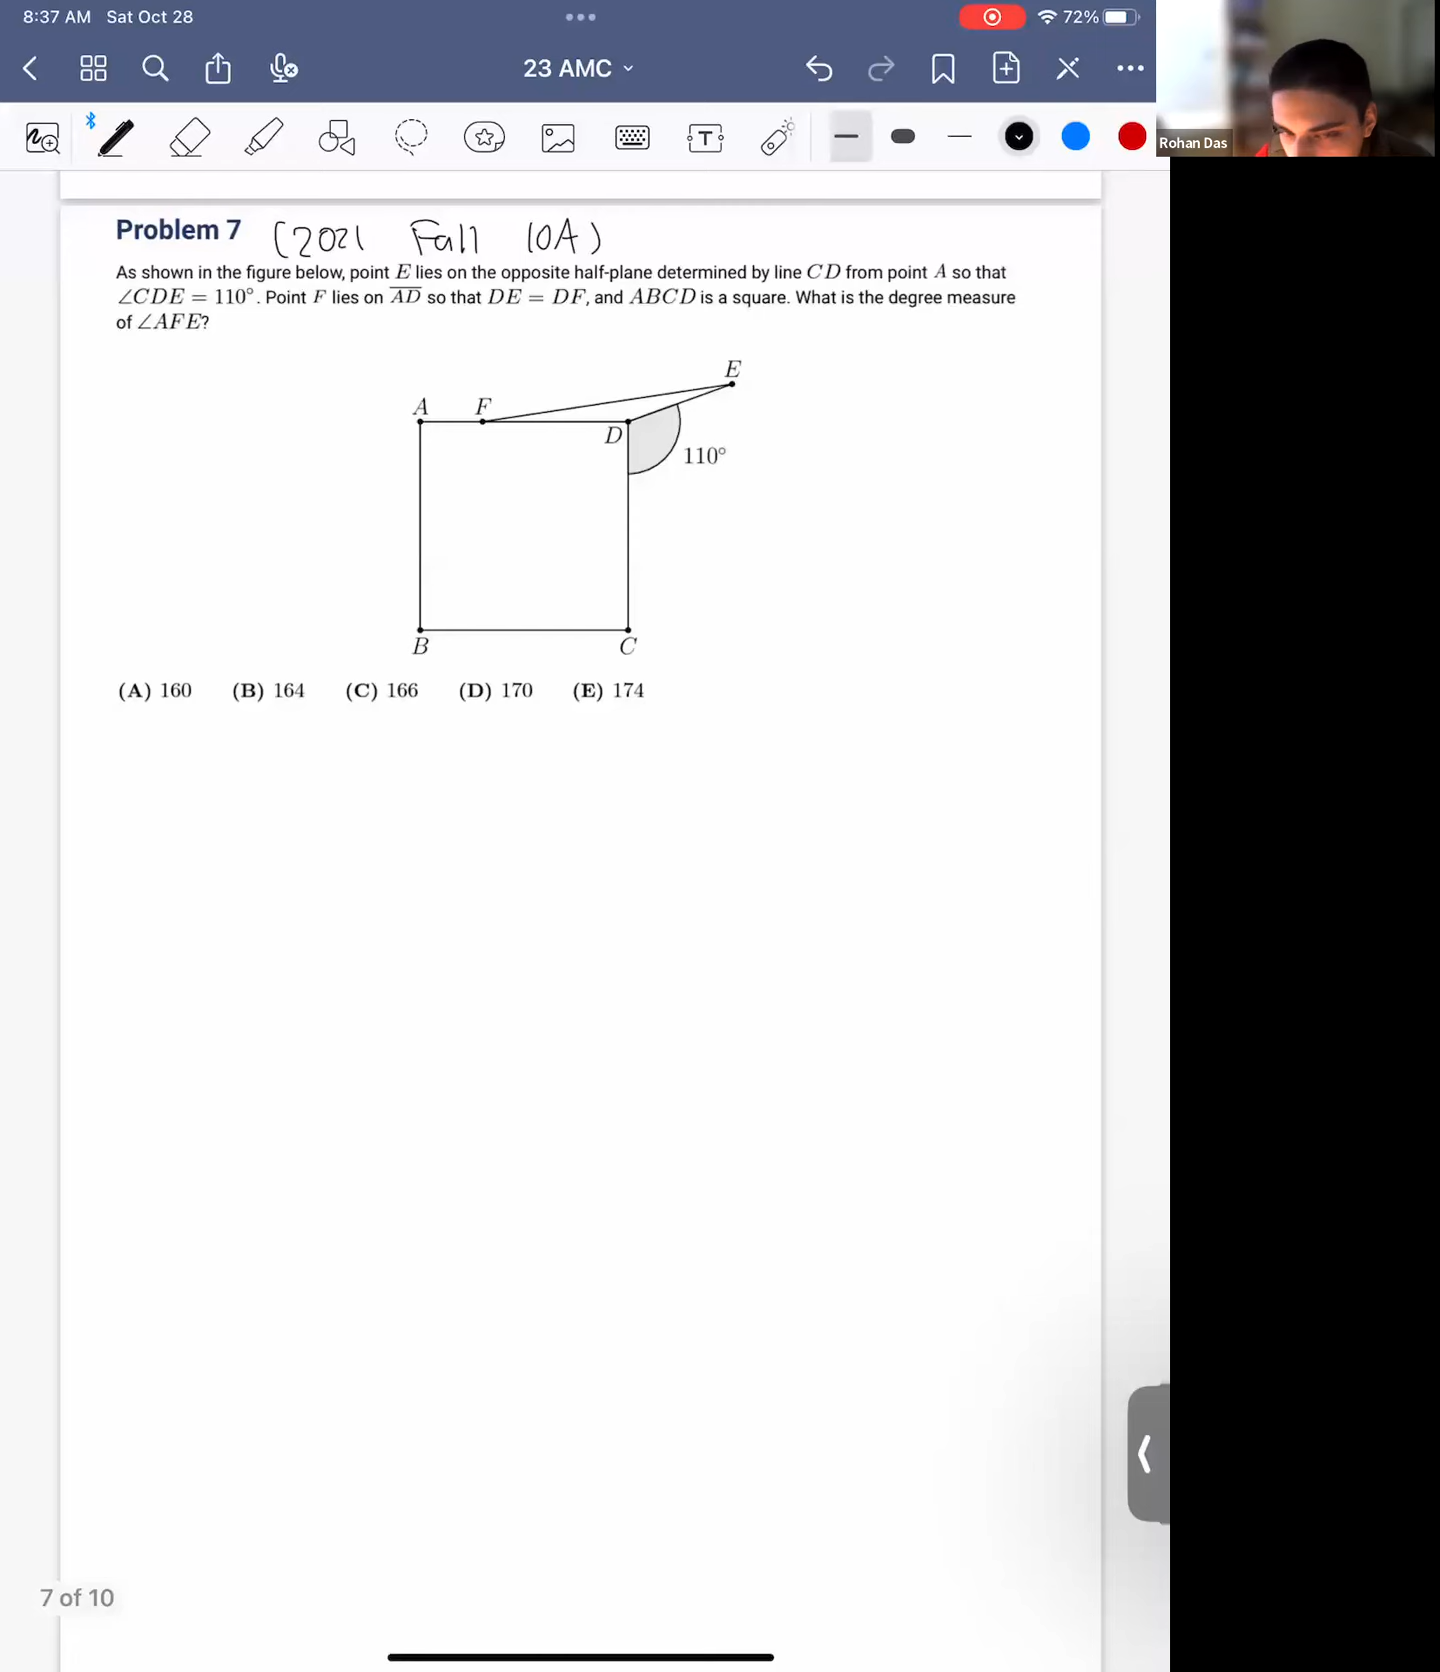 8:37 AM Sat Oct 28
72%
23 AMC
T
Rohan Das
Problem 7 (2021 Fall 10A)
As shown in the figure below, point E lies on the opposite half-plane determined by line CD from point A so that
∠CDE = 110°. Point F lies on \overline{AD} so that DE = DF, and ABCD is a square. What is the degree measure
of ∠AFE?
E
A F
D
110°
B C
(A) 160 (B) 164 (C) 166 (D) 170 (E) 174
7 of 10